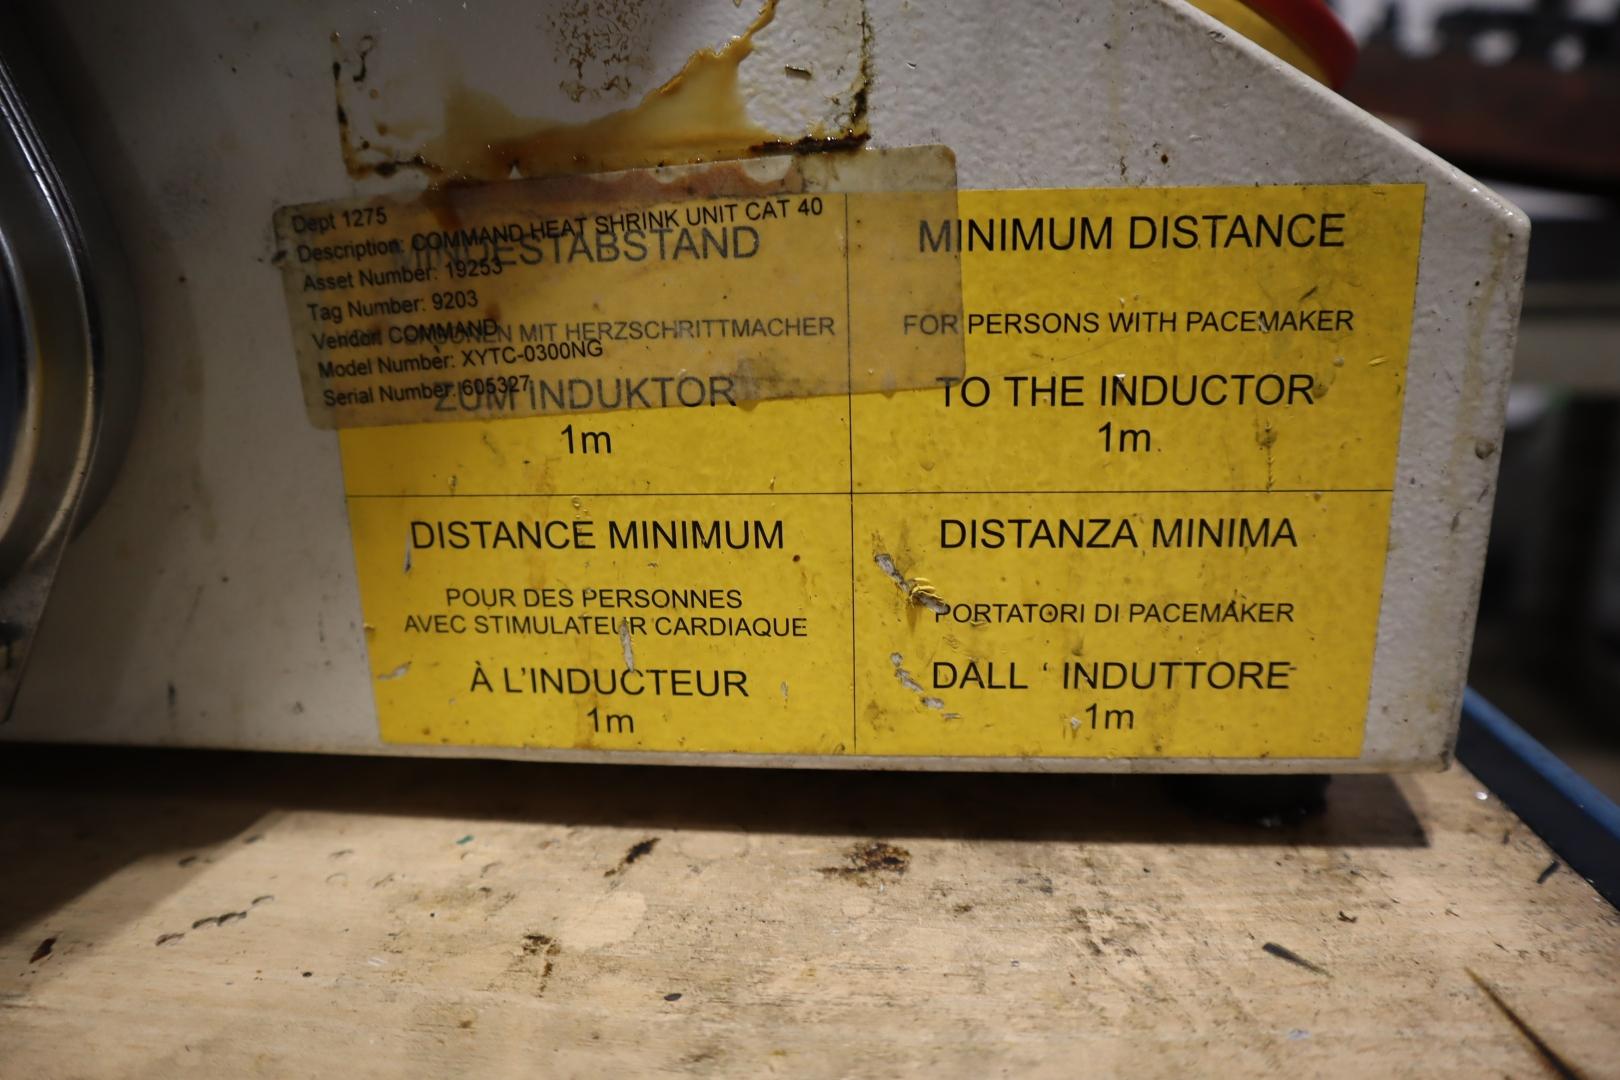 Dept 1275
Description: COMMAND HEAT SHRINK UNIT CAT 40
Asset Number: 19253
Tag Number: 9203
Vendor: COMMAND
Model Number: XYTC-0300NG
Serial Number: 605327
MINDESTABSTAND
MIT HERZSCHRITTMACHER
ZUM INDUKTOR
1m
MINIMUM DISTANCE
FOR PERSONS WITH PACEMAKER
TO THE INDUCTOR
1m
DISTANCE MINIMUM
POUR DES PERSONNES
AVEC STIMULATEUR CARDIAQUE
À L'INDUCTEUR
1m
DISTANZA MINIMA
PORTATORI DI PACEMAKER
DALL ‘ INDUTTORE
1m